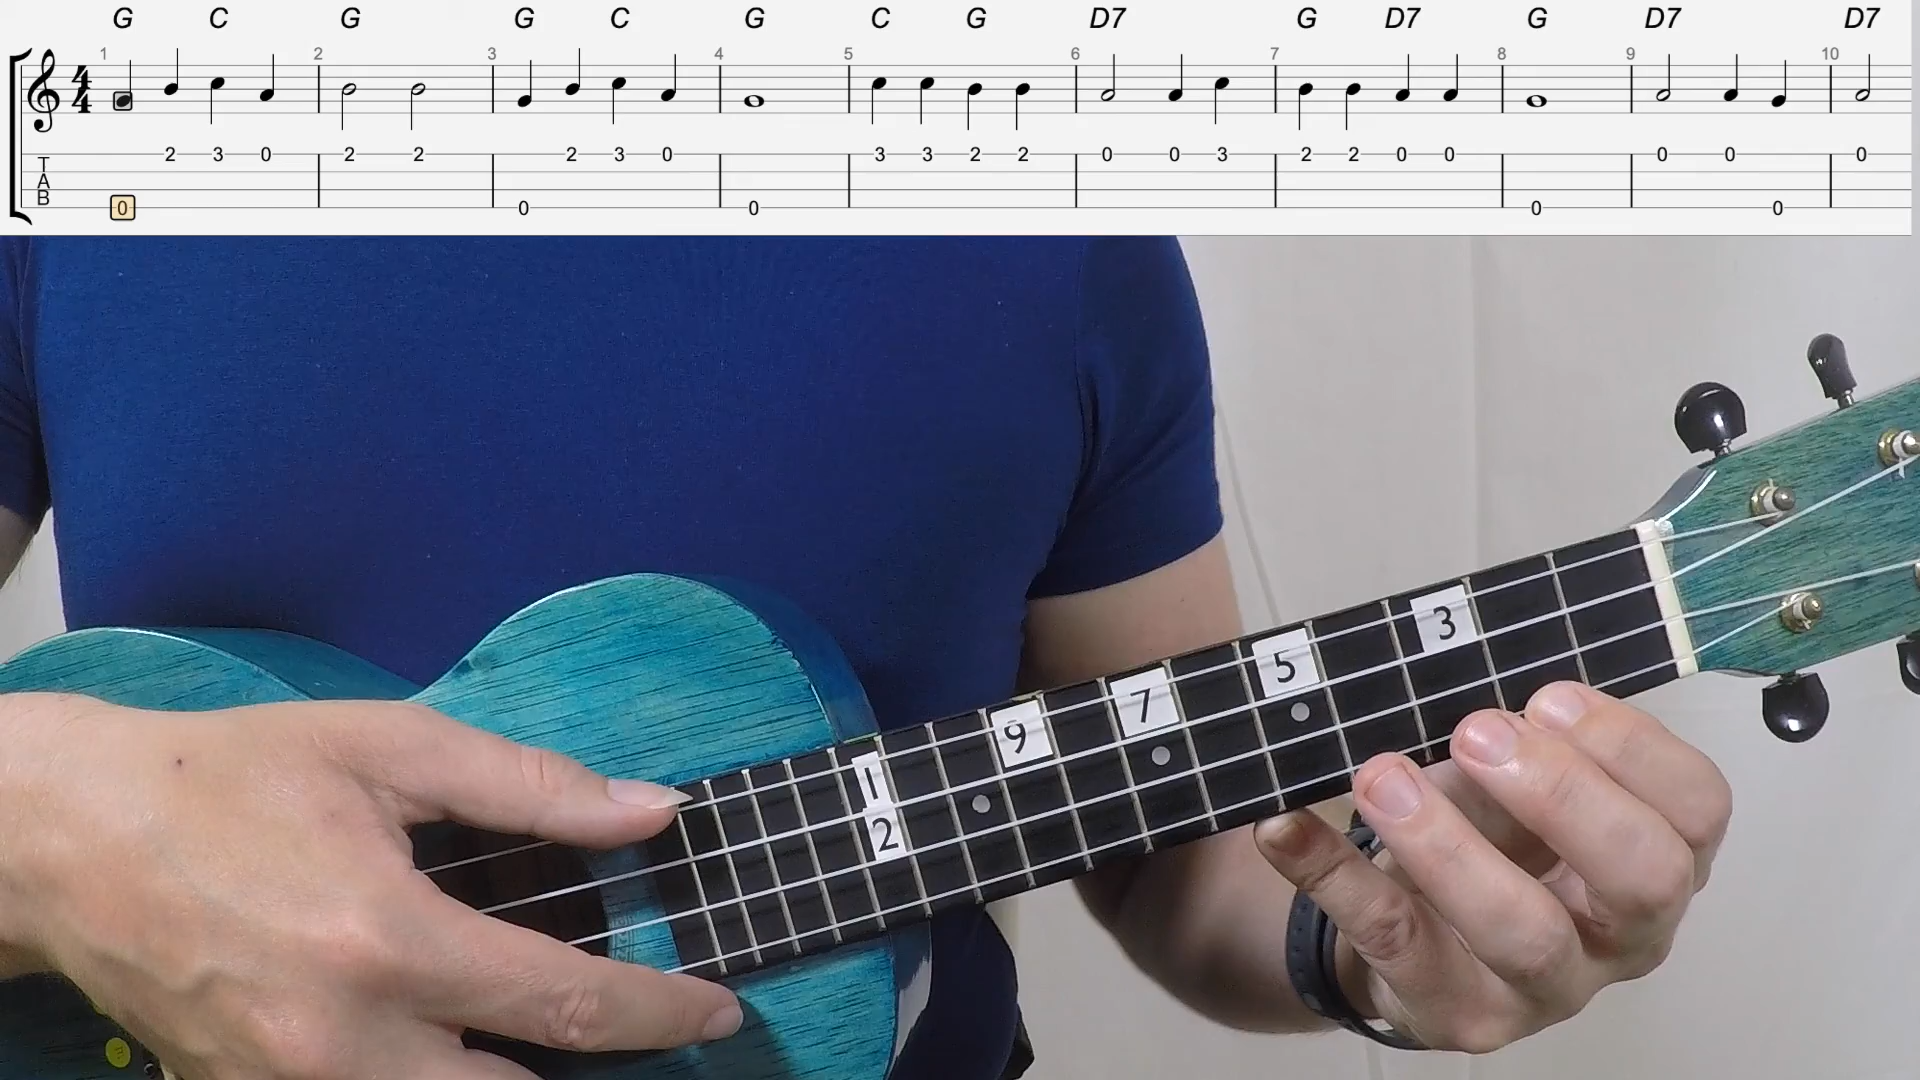 G C G G C G C G D7 G D7 G D7 D7
1 2 3 4 5 6 7 8 9 10
4
4
2 3 0 2 2 2 3 0 3 3 2 2 0 0 3 2 2 0 0 0 0 0
T
A
B
0 0 0 0 0
3
5
7
9
1
2